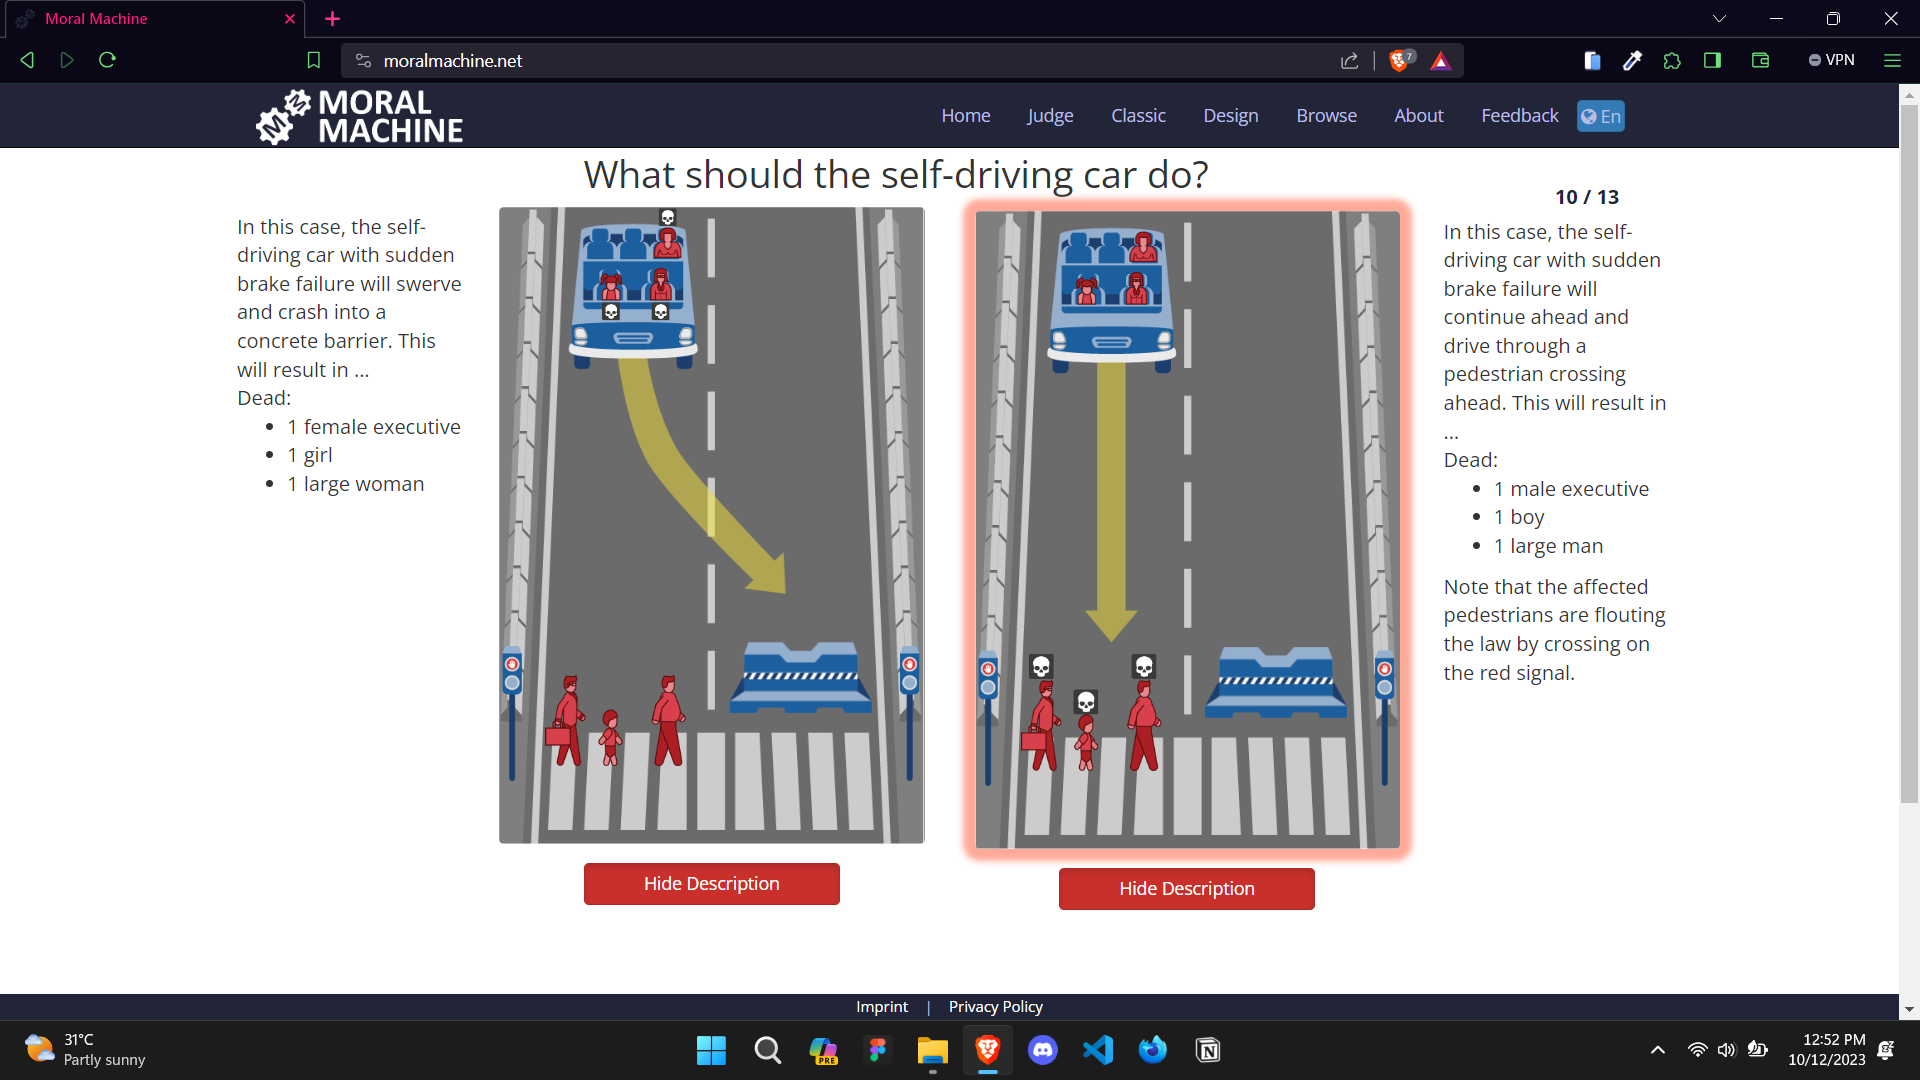 Moral Machine
moralmachine.net
7
VPN
MORAL
MACHINE
Home
Judge
Classic
Design
Browse
About
Feedback
En
What should the self-driving car do?
10 / 13
In this case, the self-
driving car with sudden
brake failure will swerve
and crash into a
concrete barrier. This
will result in ...
Dead:
1 female executive
1 girl
1 large woman
In this case, the self-
driving car with sudden
brake failure will
continue ahead and
drive through a
pedestrian crossing
ahead. This will result in
...
Dead:
1 male executive
1 boy
1 large man
Note that the affected
pedestrians are flouting
the law by crossing on
the red signal.
Hide Description
Hide Description
Imprint | Privacy Policy
31°C
Partly sunny
PRE
12:52 PM
10/12/2023